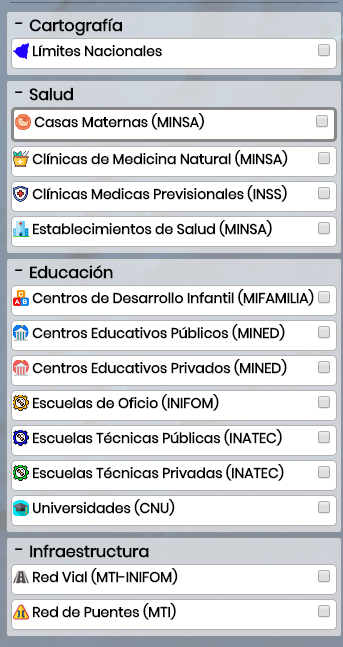 - Cartografía
Límites Nacionales
- Salud
Casas Maternas (MINSA)
Clínicas de Medicina Natural (MINSA)
Clínicas Medicas Previsionales (INSS)
Establecimientos de Salud (MINSA)
- Educación
Centros de Desarrollo Infantil (MIFAMILIA)
Centros Educativos Públicos (MINED)
Centros Educativos Privados (MINED)
Escuelas de Oficio (INIFOM)
Escuelas Técnicas Públicas (INATEC)
Escuelas Técnicas Privadas (INATEC)
Universidades (CNU)
- Infraestructura
Red Vial (MTI-INIFOM)
Red de Puentes (MTI)